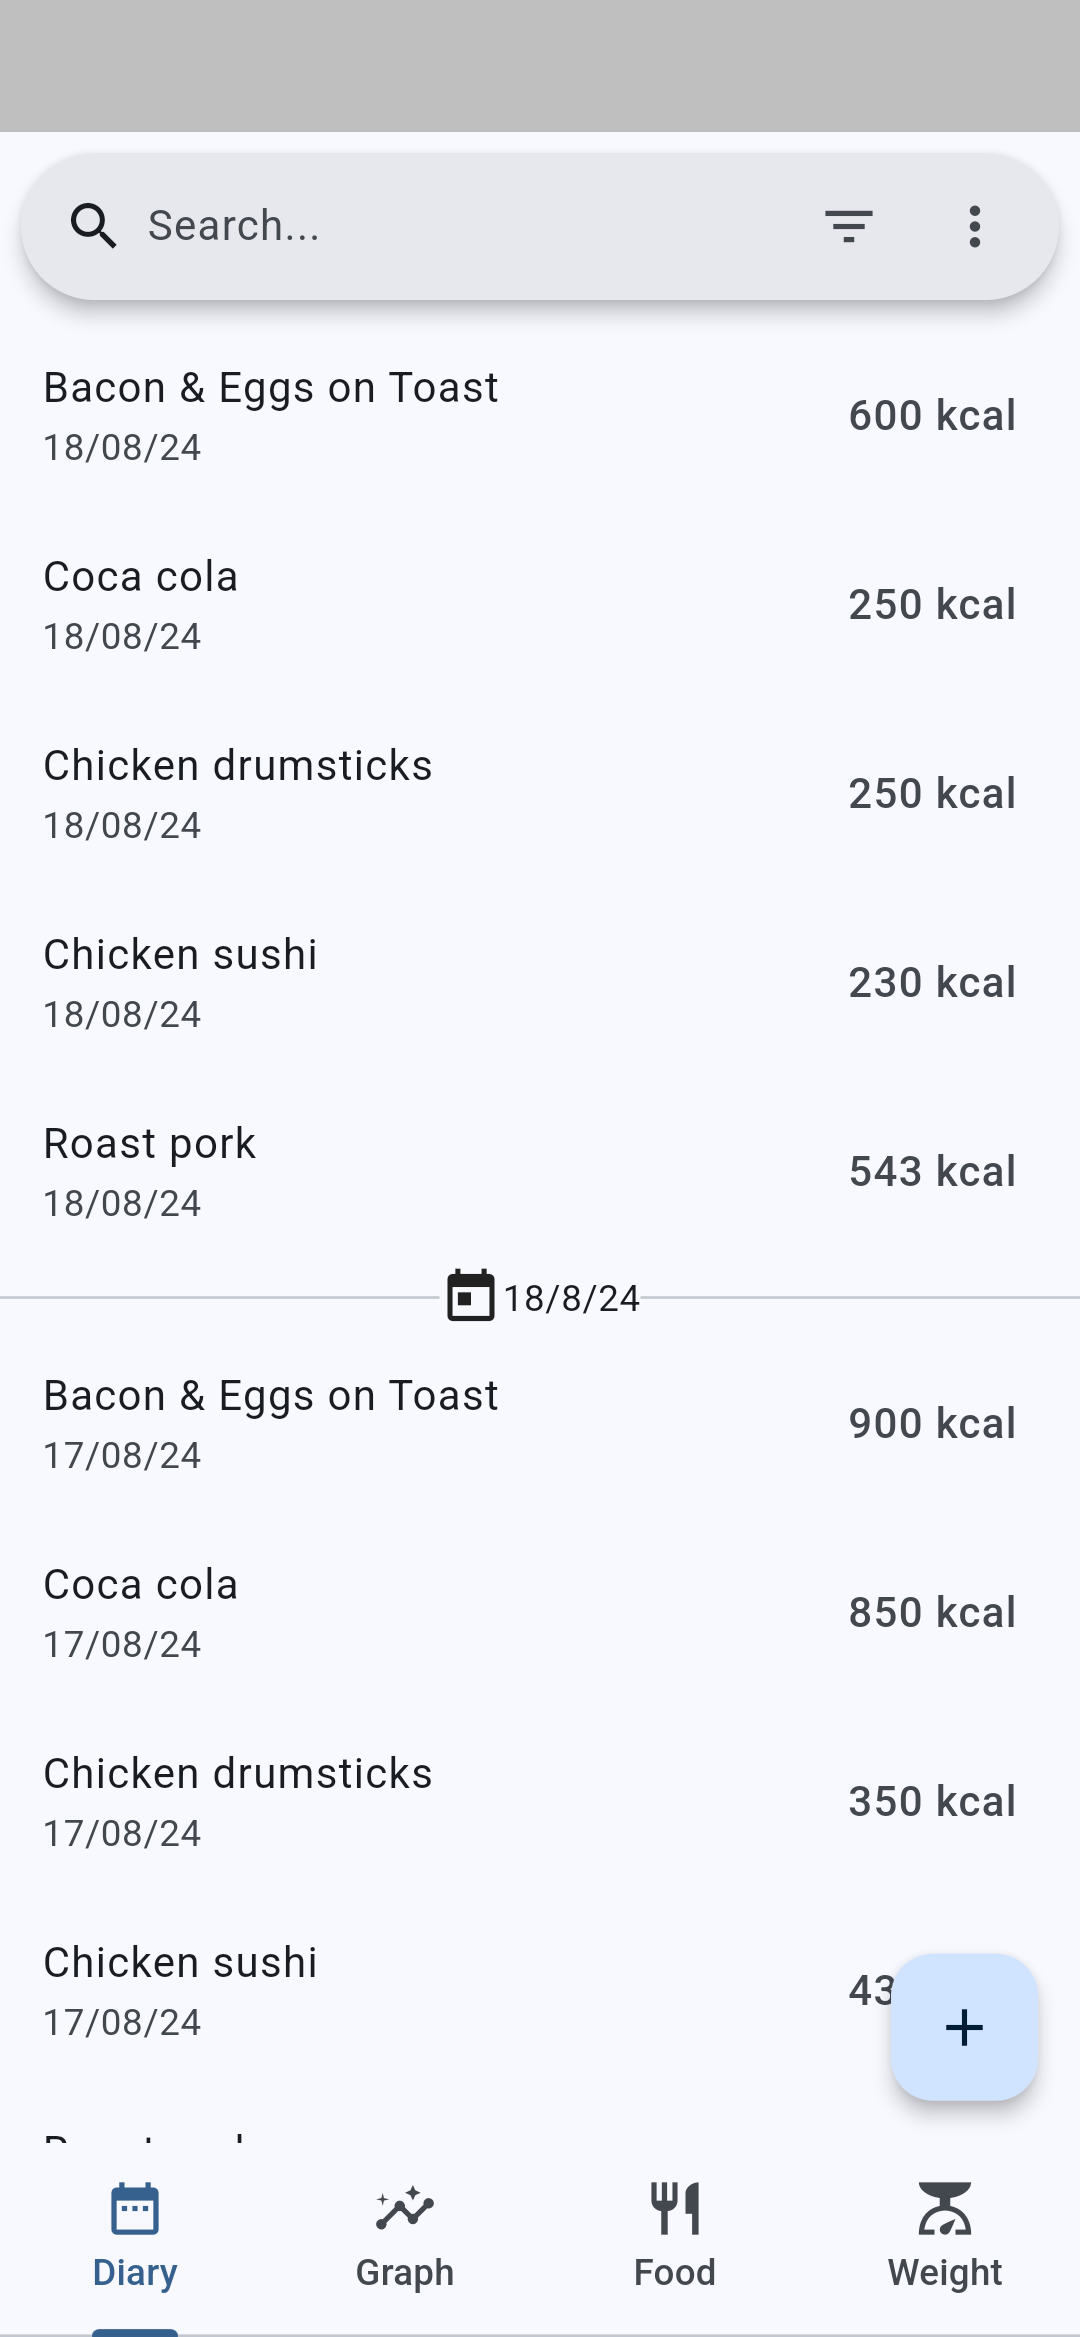 Search...
Bacon & Eggs on Toast
18/08/24
600 kcal
Coca cola
18/08/24
250 kcal
Chicken drumsticks
18/08/24
250 kcal
Chicken sushi
18/08/24
230 kcal
Roast pork
18/08/24
543 kcal
18/8/24
Bacon & Eggs on Toast
17/08/24
900 kcal
Coca cola
17/08/24
850 kcal
Chicken drumsticks
17/08/24
350 kcal
Chicken sushi
17/08/24
Diary
Graph
Food
Weight